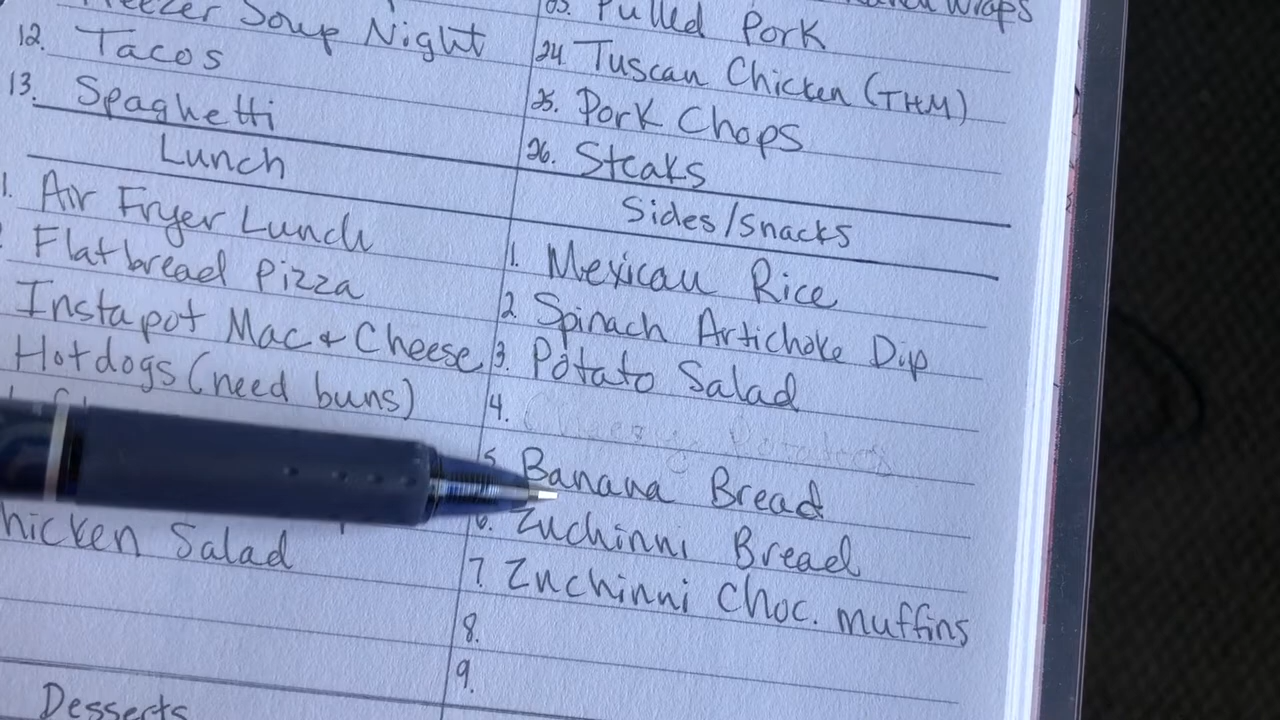 Soup Night
12. Tacos
13. Spaghetti
Lunch
1. Air Fryer Lunch
Flatbread Pizza
Instapot Mac & Cheese
Hotdogs (need buns)
Salad
Desserts
Pulled Pork
24. Tuscan Chicken (THM)
25. Pork Chops
26. Steaks
Sides/Snacks
1. Mexican Rice
2. Spinach Artichoke Dip
3. Potato Salad
4. Cheesy Potatoes
5. Banana Bread
6. Zuchinni Bread
7. Zuchinni Choc. muffins
8.
9.